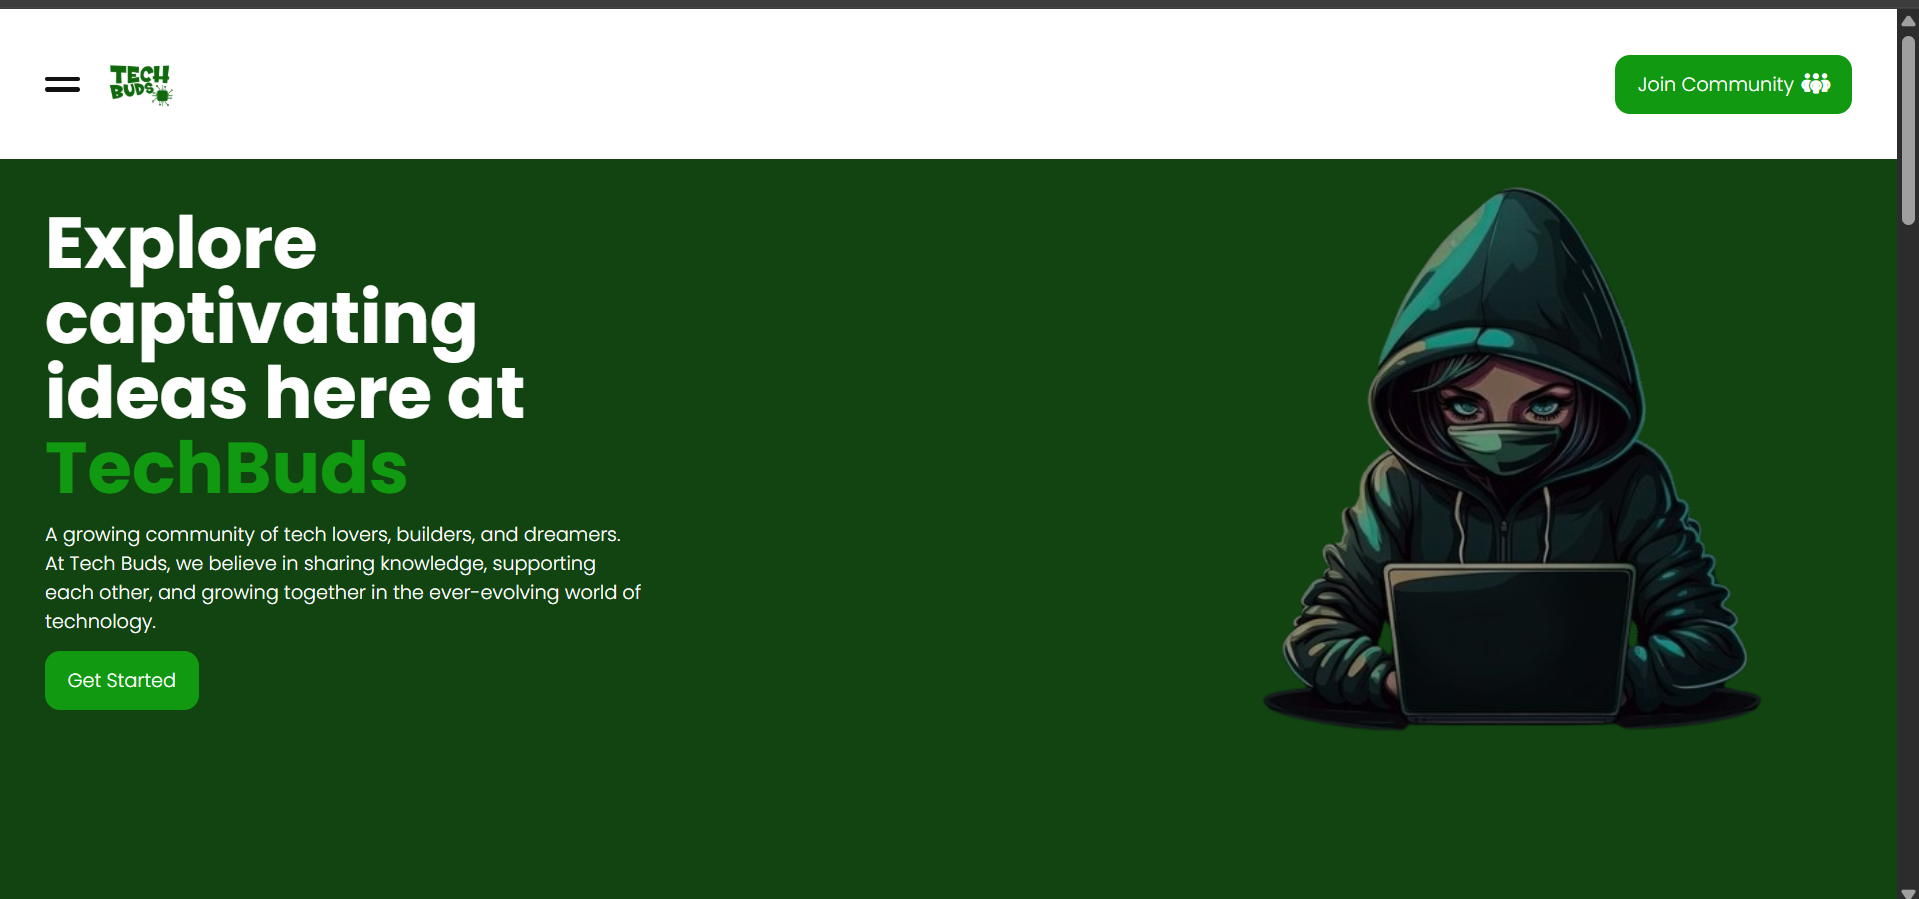 TECH
BUDS
Join Community
Explore
captivating
ideas here at
TechBuds
A growing community of tech lovers, builders, and dreamers.
At Tech Buds, we believe in sharing knowledge, supporting
each other, and growing together in the ever-evolving world of
technology.
Get Started